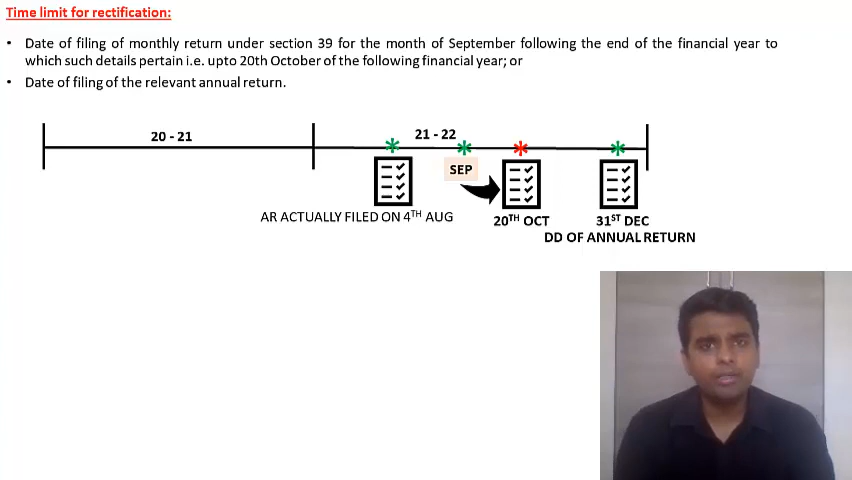 Time limit for rectification:
• Date of filing of monthly return under section 39 for the month of September following the end of the financial year to
which such details pertain i.e. upto 20th October of the following financial year; or
• Date of filing of the relevant annual return.
20 - 21
21 - 22
SEP
AR ACTUALLY FILED ON 4TH AUG
20TH OCT
31ST DEC
DD OF ANNUAL RETURN